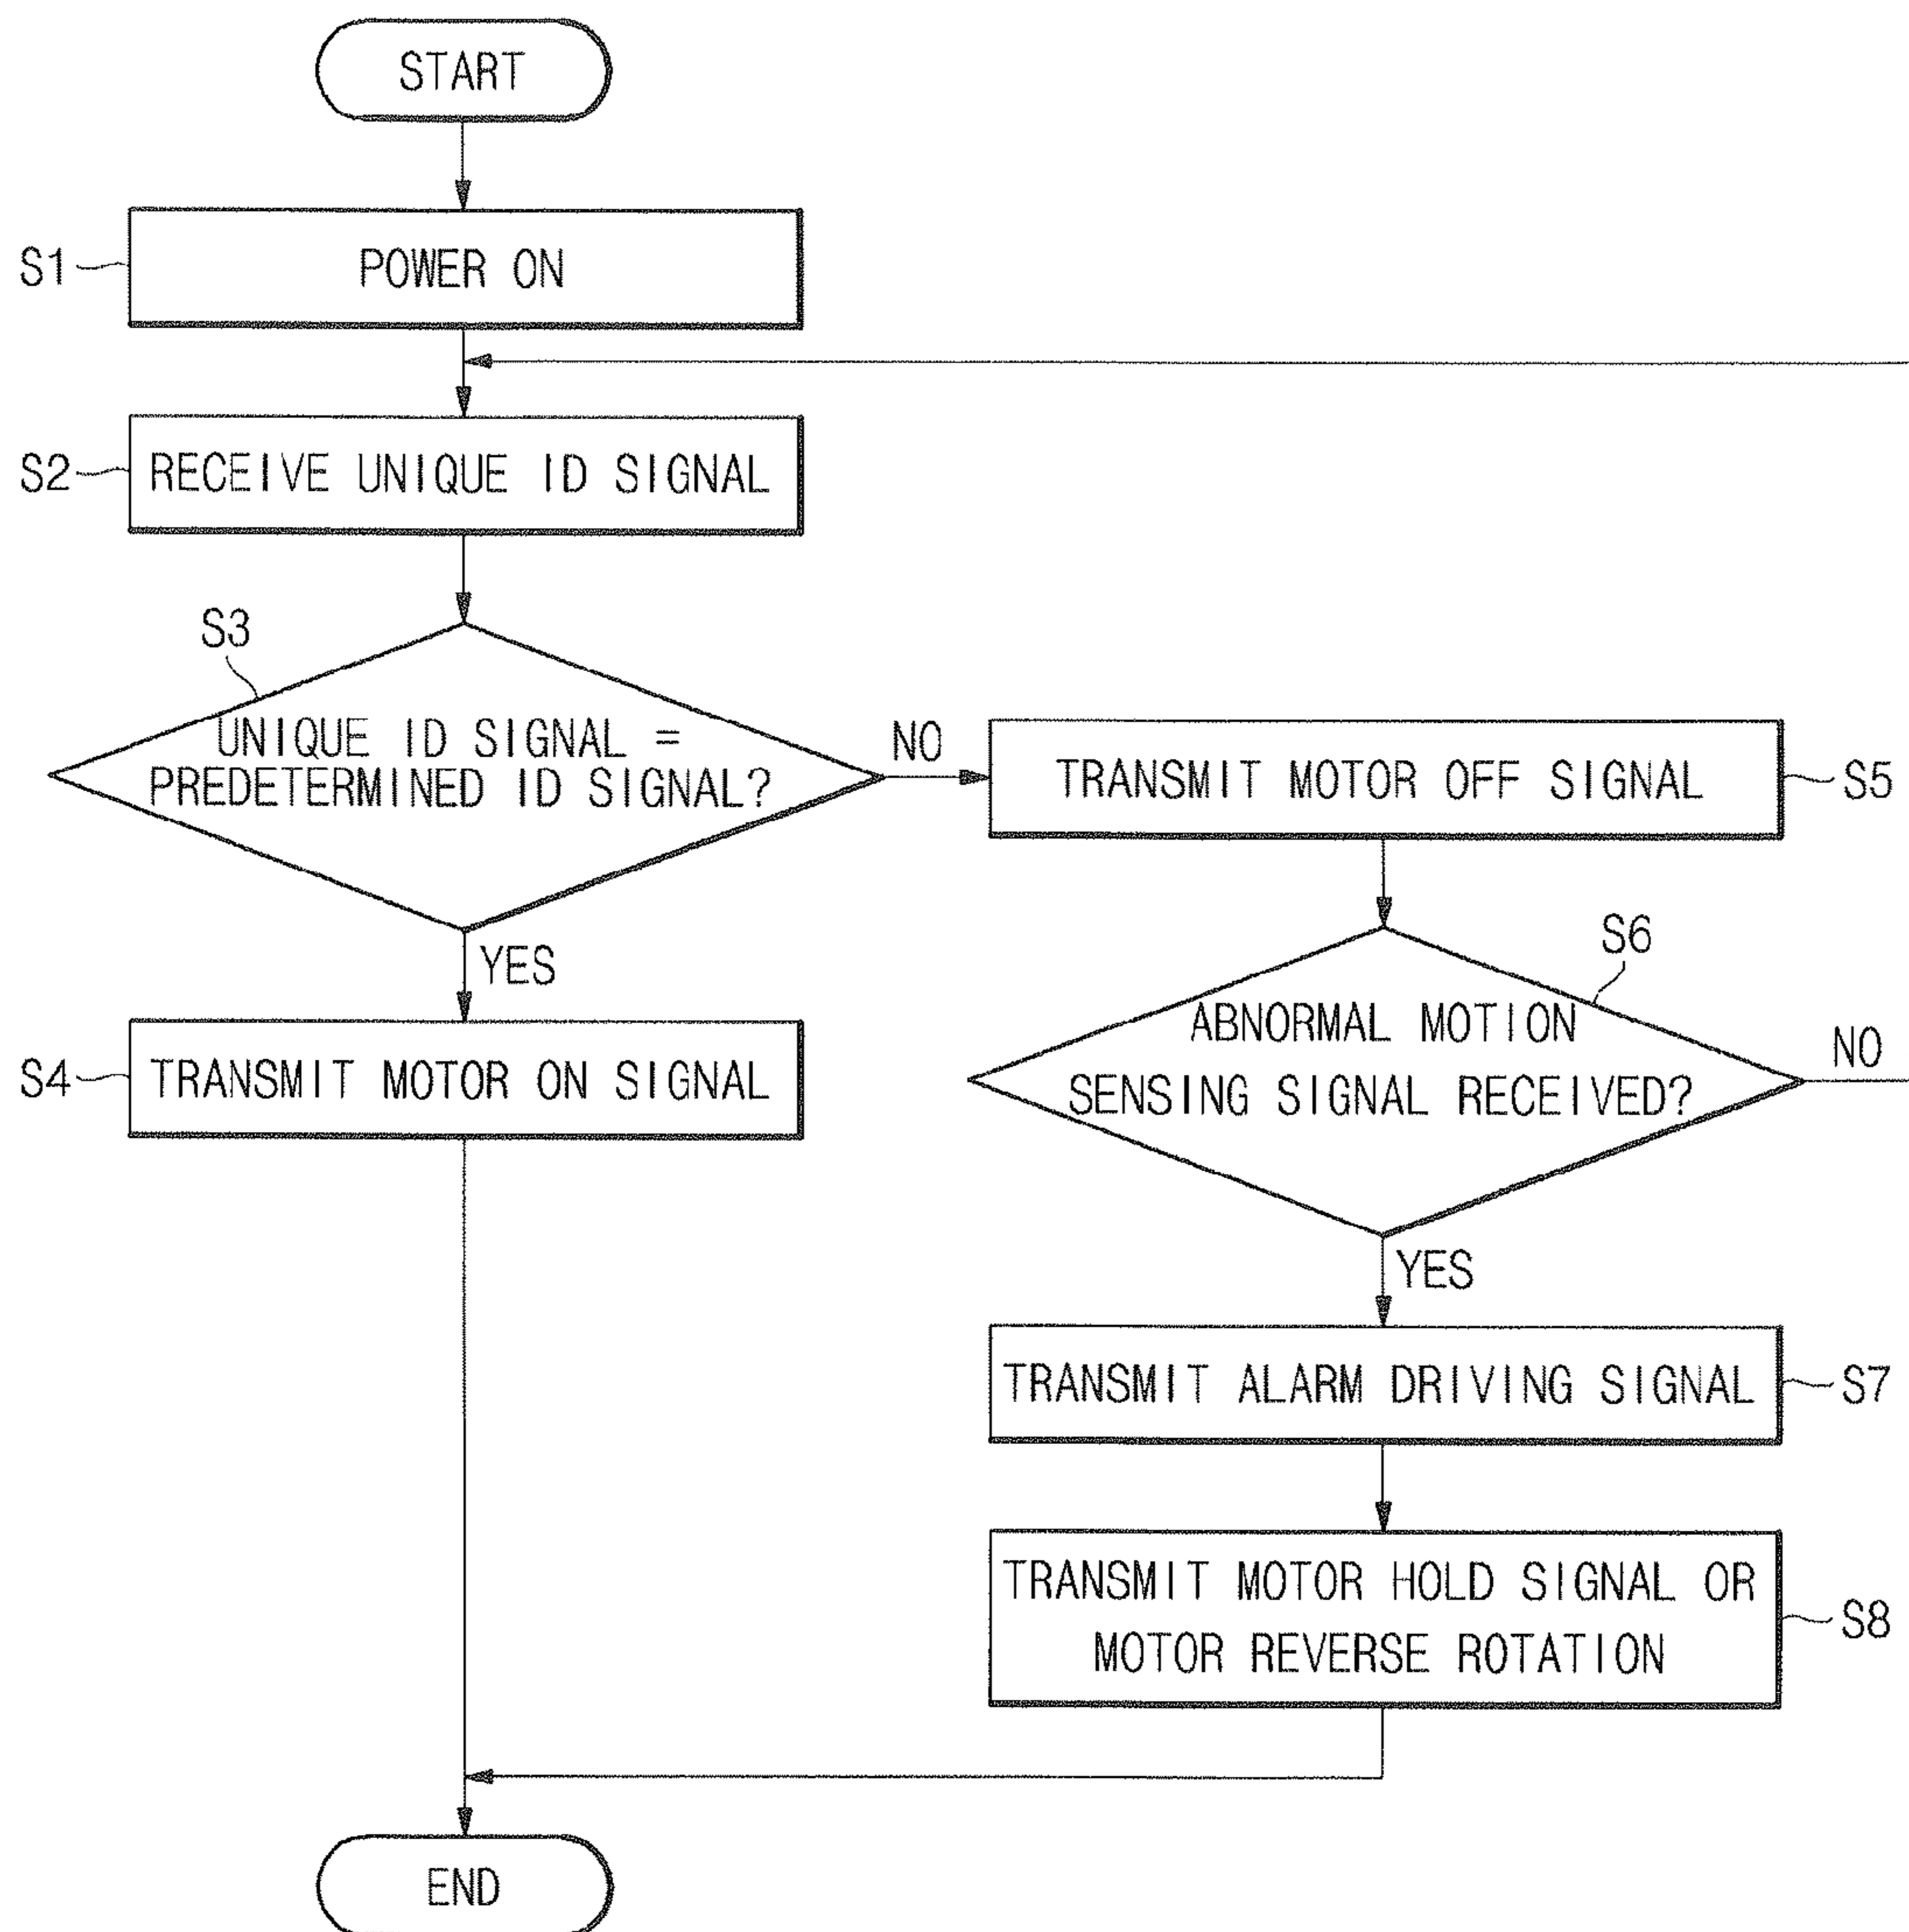 START
S1
POWER ON
S2
RECEIVE UNIQUE ID SIGNAL
S3
UNIQUE ID SIGNAL =
PREDETERMINED ID SIGNAL?
NO
TRANSMIT MOTOR OFF SIGNAL
S5
YES
S4
TRANSMIT MOTOR ON SIGNAL
S6
ABNORMAL MOTION
SENSING SIGNAL RECEIVED?
NO
YES
TRANSMIT ALARM DRIVING SIGNAL
S7
TRANSMIT MOTOR HOLD SIGNAL OR
MOTOR REVERSE ROTATION
S8
END